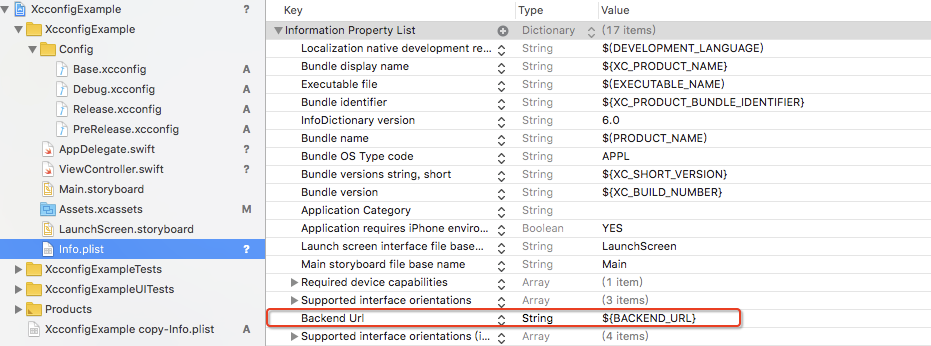 XcconfigExample
XcconfigExample
Config
Base.xcconfig A
Debug.xcconfig A
Release.xcconfig A
PreRelease.xcconfig A
AppDelegate.swift ?
ViewController.swift ?
Main.storyboard
Assets.xcassets M
LaunchScreen.storyboard
Info.plist ?
XcconfigExampleTests
XcconfigExampleUITests
Products
XcconfigExample copy-Info.plist A
Key Type Value
Information Property List Dictionary (17 items)
Localization native development re... String $(DEVELOPMENT_LANGUAGE)
Bundle display name String ${XC_PRODUCT_NAME}
Executable file String $(EXECUTABLE_NAME)
Bundle identifier String ${XC_PRODUCT_BUNDLE_IDENTIFIER}
InfoDictionary version String 6.0
Bundle name String $(PRODUCT_NAME)
Bundle OS Type code String APPL
Bundle versions string, short String ${XC_SHORT_VERSION}
Bundle version String ${XC_BUILD_NUMBER}
Application Category String
Application requires iPhone enviro... Boolean YES
Launch screen interface file base... String LaunchScreen
Main storyboard file base name String Main
Required device capabilities Array (1 item)
Supported interface orientations Array (3 items)
Backend Url String ${BACKEND_URL}
Supported interface orientations (i... Array (4 items)